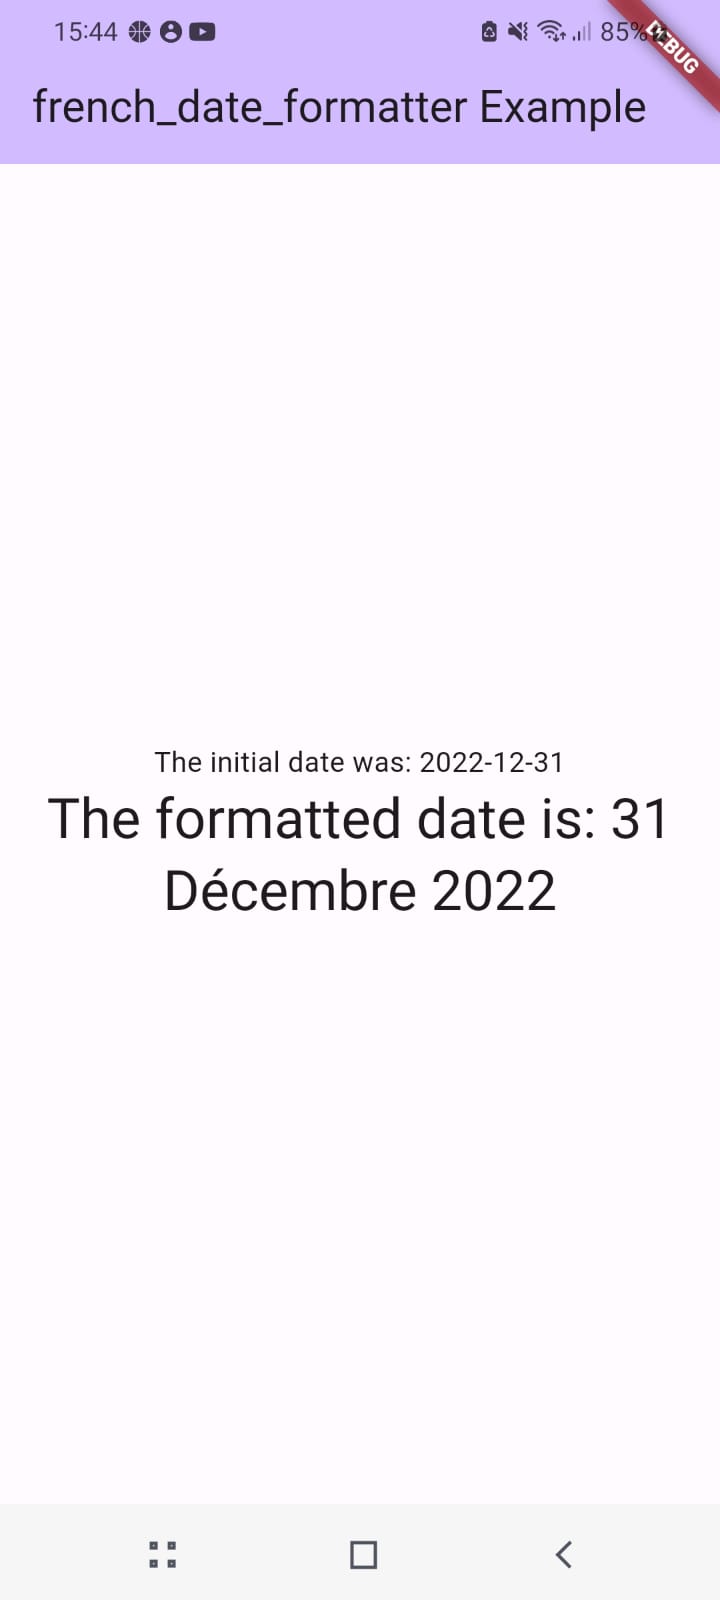 15:44 85%
DEBUG
french_date_formatter Example
The initial date was: 2022-12-31
The formatted date is: 31
Décembre 2022